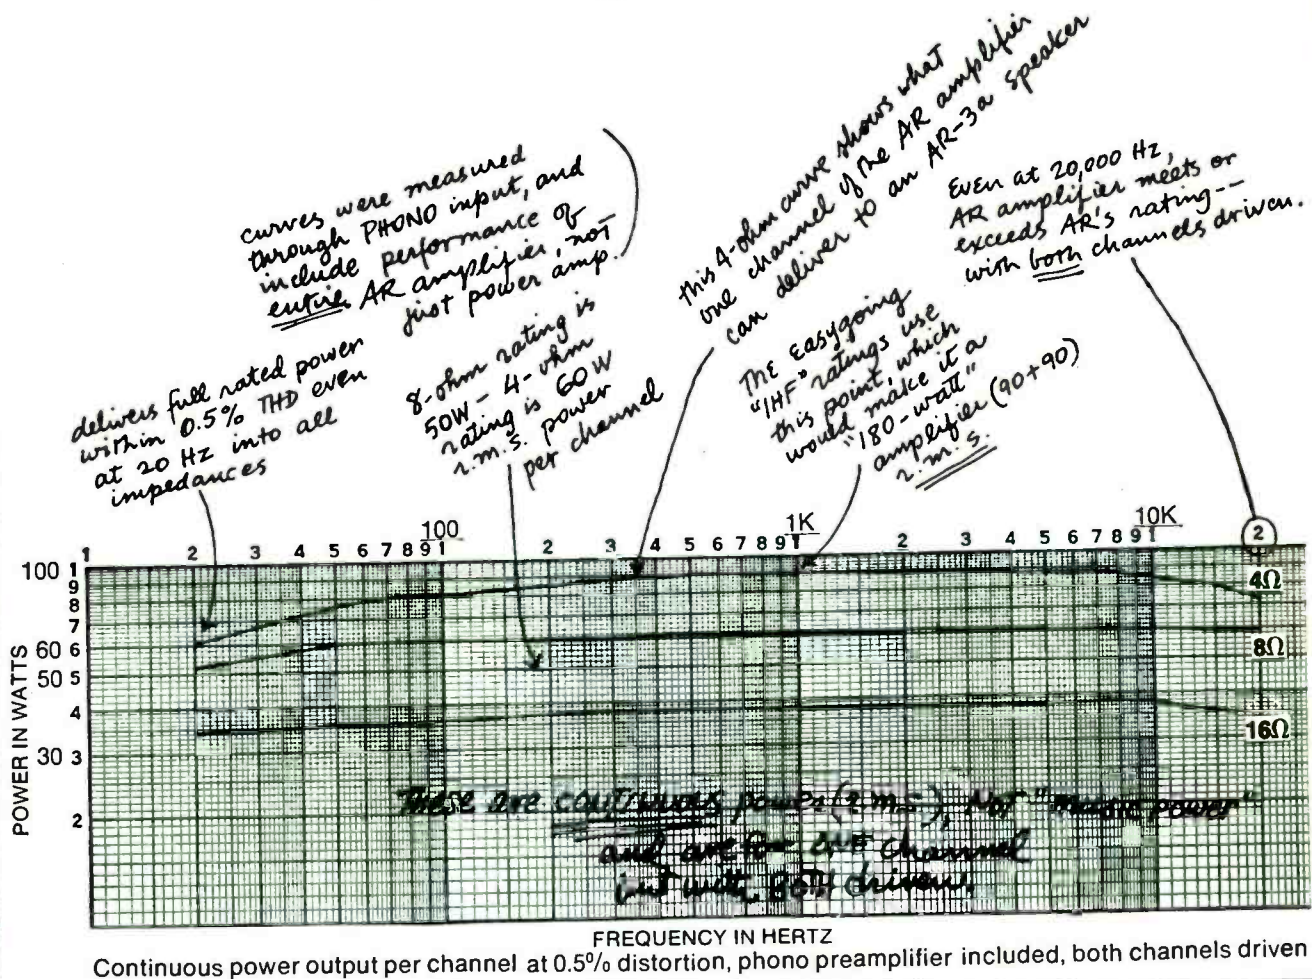 curves were measured
through PHONO input, and
include performance of
entire AR amplifier, not
just power amp.
this 4-ohm curve shows what
one channel of the AR amplifier
can deliver to an AR-3a speaker
Even at 20,000 Hz,
AR amplifier meets or
exceeds AR's rating--
with both channels driven.
delivers full rated power
within 0.5% THD even
at 20 Hz into all
impedances
8-ohm rating is
50W - 4-ohm
rating is 60W
r.m.s. power
per channel
THE easygoing
"IHF" ratings use
this point, which
would make it a
"180-watt"
amplifier (90+90)
r.m.s.
100 1K 10K
1 2 3 4 5 6 7 8 9 1 2 3 4 5 6 7 8 9 1 2 3 4 5 6 7 8 9 1 2
100 1
9
8
7
60 6
50 5
4
30 3
2
POWER IN WATTS
4Ω
8Ω
16Ω
These are continuous power (r.m.s.), Not "music power"
and are for one channel
but with BOTH driven.
FREQUENCY IN HERTZ
Continuous power output per channel at 0.5% distortion, phono preamplifier included, both channels driven